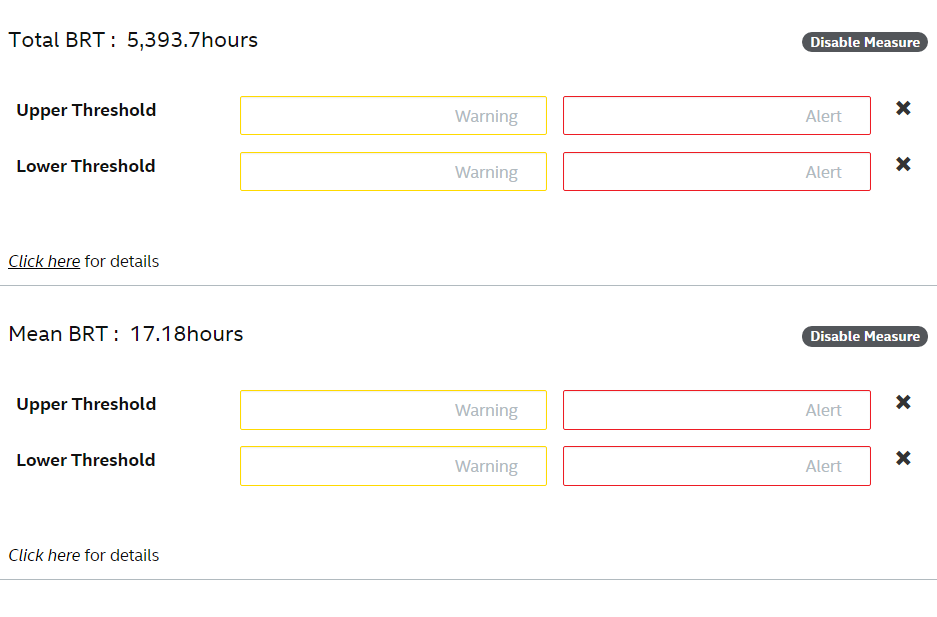 Total BRT :  5,393.7hours
Disable Measure
Upper Threshold Warning Alert ✖
Lower Threshold Warning Alert ✖
Click here for details
Mean BRT :  17.18hours
Disable Measure
Upper Threshold Warning Alert ✖
Lower Threshold Warning Alert ✖
Click here for details